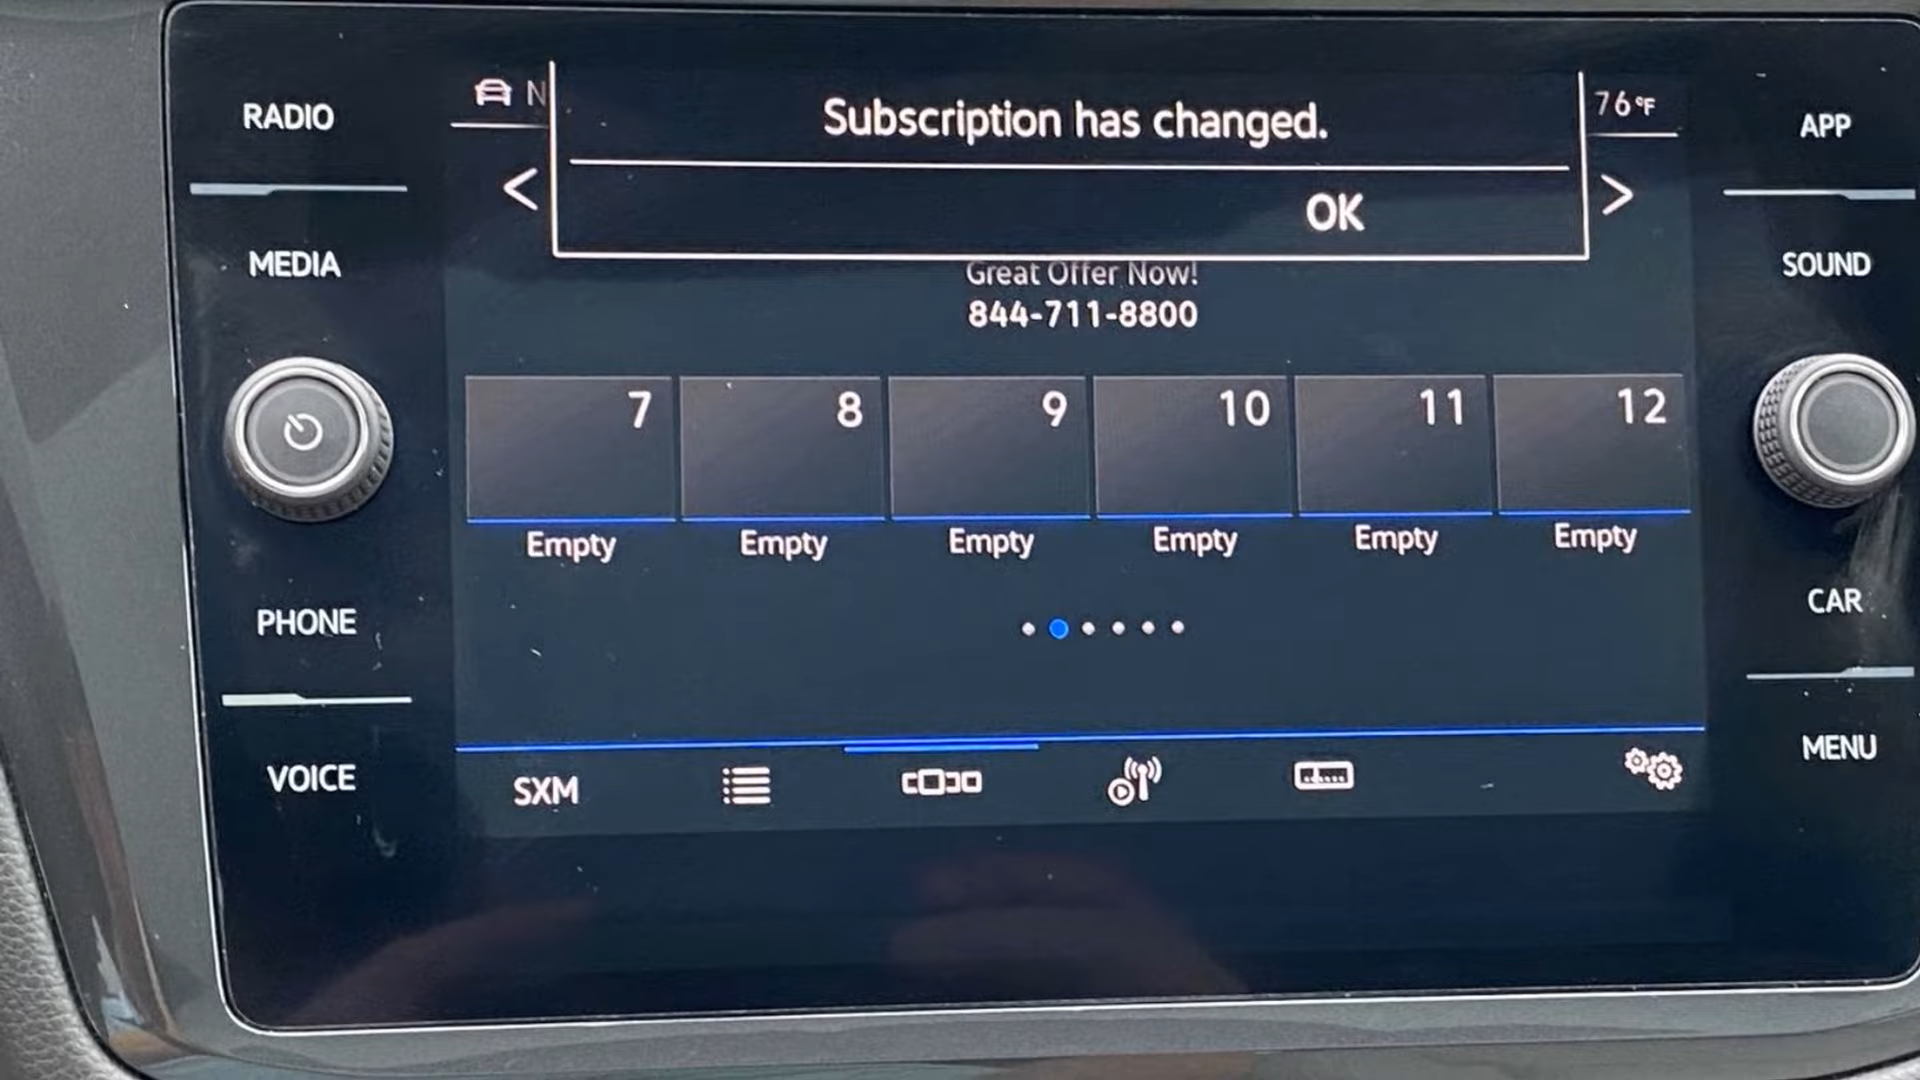 RADIO
MEDIA
PHONE
VOICE
N
Subscription has changed.
OK
76°F
<
>
Great Offer Now!
844-711-8800
7 8 9 10 11 12
Empty Empty Empty Empty Empty Empty
SXM
APP
SOUND
CAR
MENU